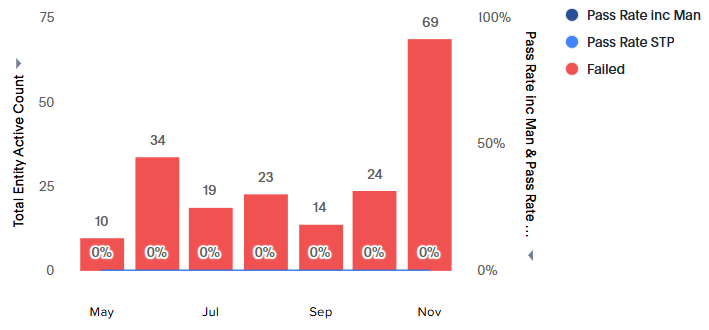 75
50
25
0
Total Entity Active Count
10
34
19
23
14
24
69
0%
0%
0%
0%
0%
0%
0%
May
Jul
Sep
Nov
100%
50%
0%
Pass Rate inc Man & Pass Rate ...
Pass Rate inc Man
Pass Rate STP
Failed